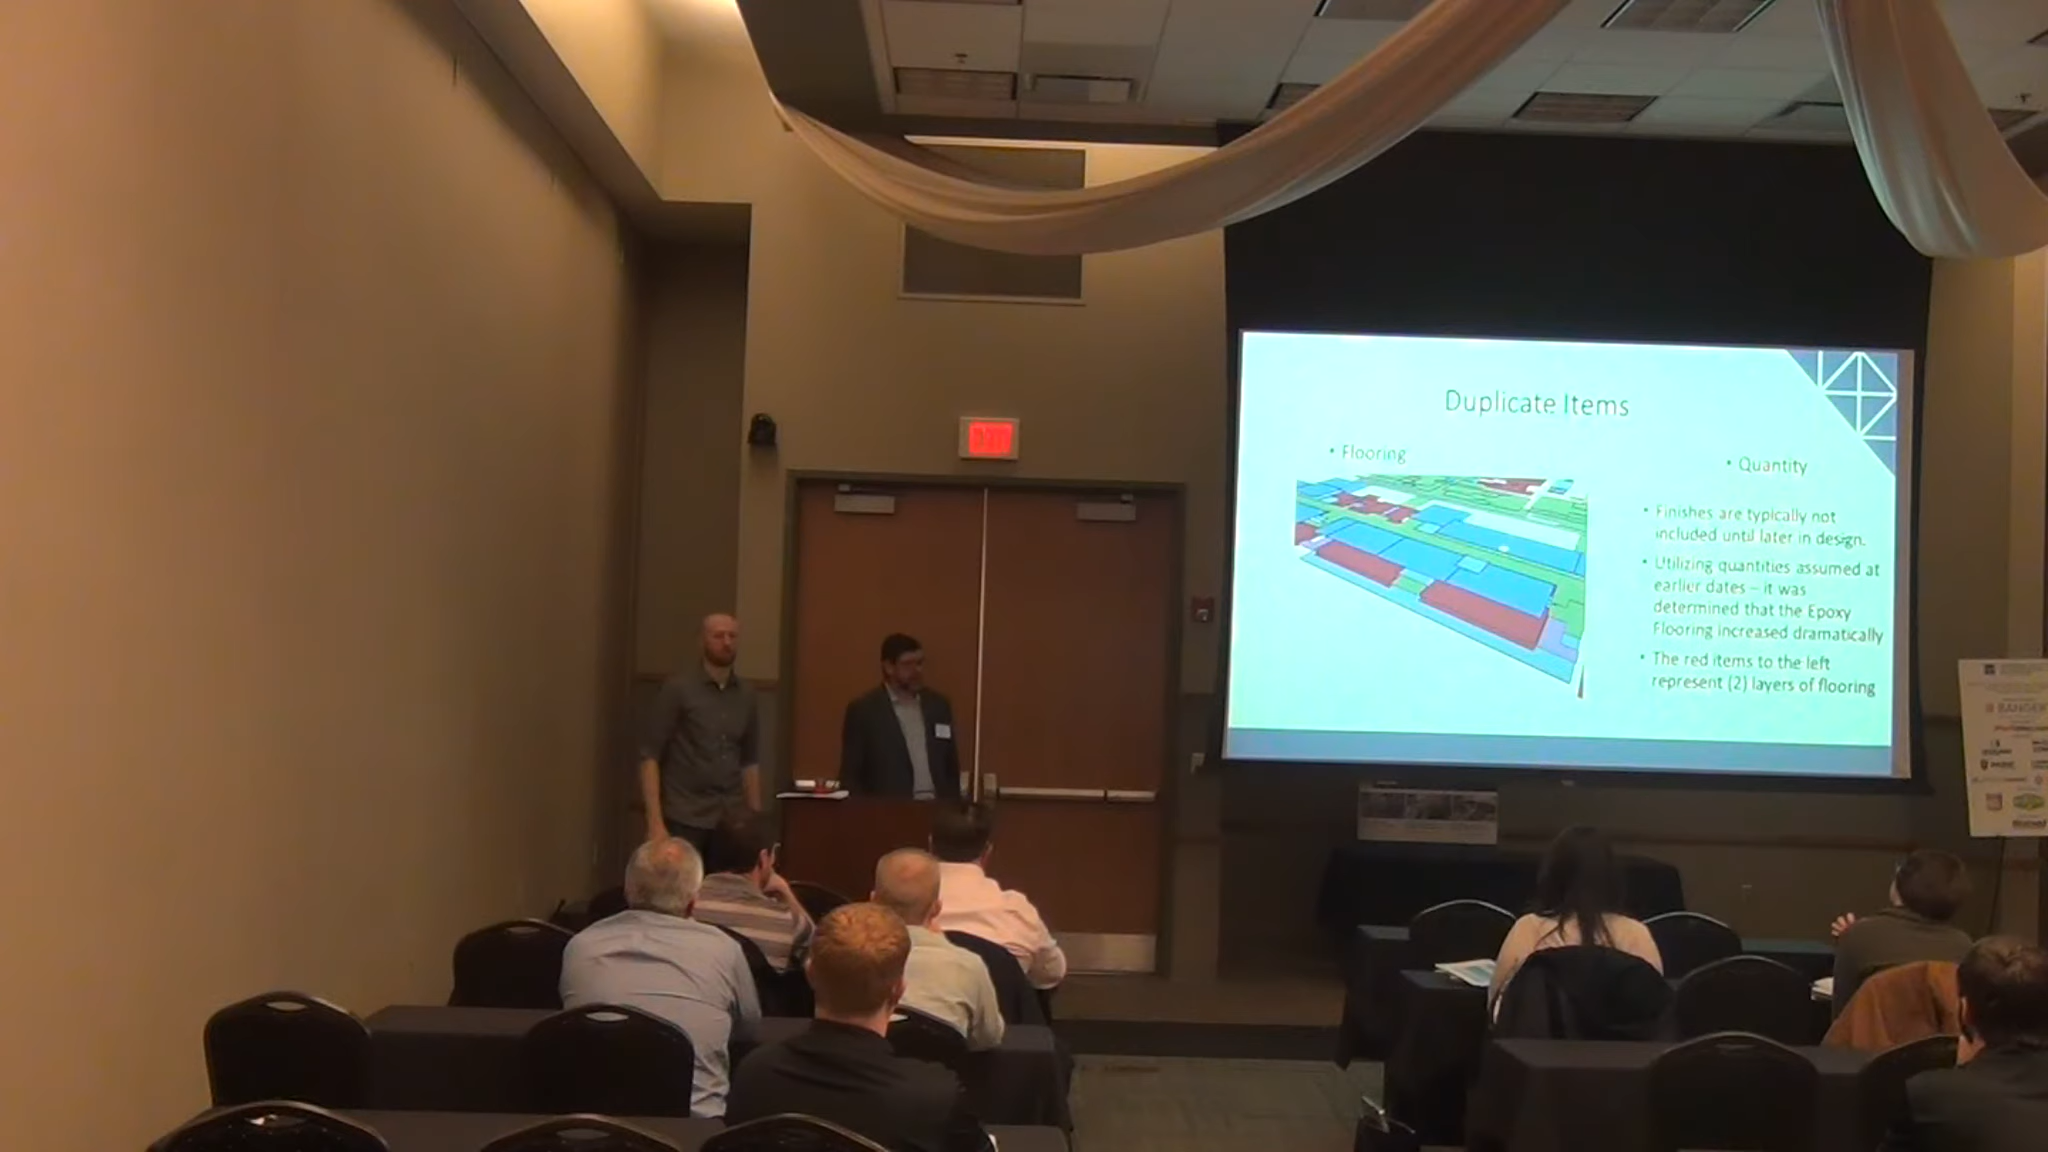 EXIT
Duplicate Items
• Flooring
• Quantity
• Finishes are typically not
included until later in design.
• Utilizing quantities assumed at
earlier dates – it was
determined that the Epoxy
Flooring increased dramatically
• The red items to the left
represent (2) layers of flooring